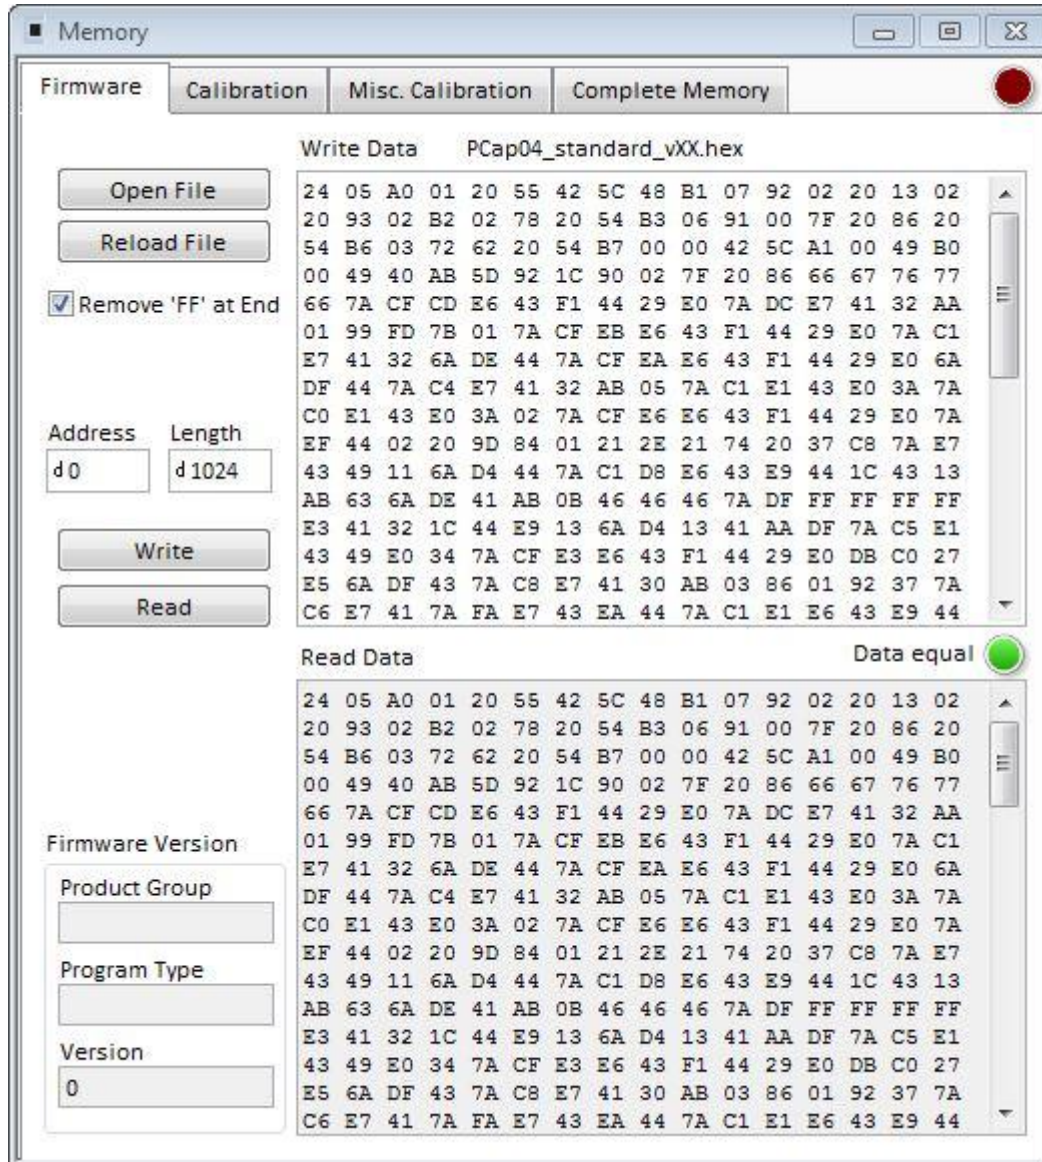 Memory
Firmware
Calibration
Misc. Calibration
Complete Memory
Write Data PCap04_standard_vXX.hex
Open File
Reload File
Remove 'FF' at End
Address Length
d 0 d 1024
Write
Read
24 05 A0 01 20 55 42 5C 48 B1 07 92 02 20 13 02
20 93 02 B2 02 78 20 54 B3 06 91 00 7F 20 86 20
54 B6 03 72 62 20 54 B7 00 00 42 5C A1 00 49 B0
00 49 40 AB 5D 92 1C 90 02 7F 20 86 66 67 76 77
66 7A CF CD E6 43 F1 44 29 E0 7A DC E7 41 32 AA
01 99 FD 7B 01 7A CF EB E6 43 F1 44 29 E0 7A C1
E7 41 32 6A DE 44 7A CF EA E6 43 F1 44 29 E0 6A
DF 44 7A C4 E7 41 32 AB 05 7A C1 E1 43 E0 3A 7A
C0 E1 43 E0 3A 02 7A CF E6 E6 43 F1 44 29 E0 7A
EF 44 02 20 9D 84 01 21 2E 21 74 20 37 C8 7A E7
43 49 11 6A D4 44 7A C1 D8 E6 43 E9 44 1C 43 13
AB 63 6A DE 41 AB 0B 46 46 46 7A DF FF FF FF FF
E3 41 32 1C 44 E9 13 6A D4 13 41 AA DF 7A C5 E1
43 49 E0 34 7A CF E3 E6 43 F1 44 29 E0 DB C0 27
E5 6A DF 43 7A C8 E7 41 30 AB 03 86 01 92 37 7A
C6 E7 41 7A FA E7 43 EA 44 7A C1 E1 E6 43 E9 44
Read Data Data equal
24 05 A0 01 20 55 42 5C 48 B1 07 92 02 20 13 02
20 93 02 B2 02 78 20 54 B3 06 91 00 7F 20 86 20
54 B6 03 72 62 20 54 B7 00 00 42 5C A1 00 49 B0
00 49 40 AB 5D 92 1C 90 02 7F 20 86 66 67 76 77
66 7A CF CD E6 43 F1 44 29 E0 7A DC E7 41 32 AA
01 99 FD 7B 01 7A CF EB E6 43 F1 44 29 E0 7A C1
E7 41 32 6A DE 44 7A CF EA E6 43 F1 44 29 E0 6A
DF 44 7A C4 E7 41 32 AB 05 7A C1 E1 43 E0 3A 7A
C0 E1 43 E0 3A 02 7A CF E6 E6 43 F1 44 29 E0 7A
EF 44 02 20 9D 84 01 21 2E 21 74 20 37 C8 7A E7
43 49 11 6A D4 44 7A C1 D8 E6 43 E9 44 1C 43 13
AB 63 6A DE 41 AB 0B 46 46 46 7A DF FF FF FF FF
E3 41 32 1C 44 E9 13 6A D4 13 41 AA DF 7A C5 E1
43 49 E0 34 7A CF E3 E6 43 F1 44 29 E0 DB C0 27
E5 6A DF 43 7A C8 E7 41 30 AB 03 86 01 92 37 7A
C6 E7 41 7A FA E7 43 EA 44 7A C1 E1 E6 43 E9 44
Firmware Version
Product Group
Program Type
Version
0